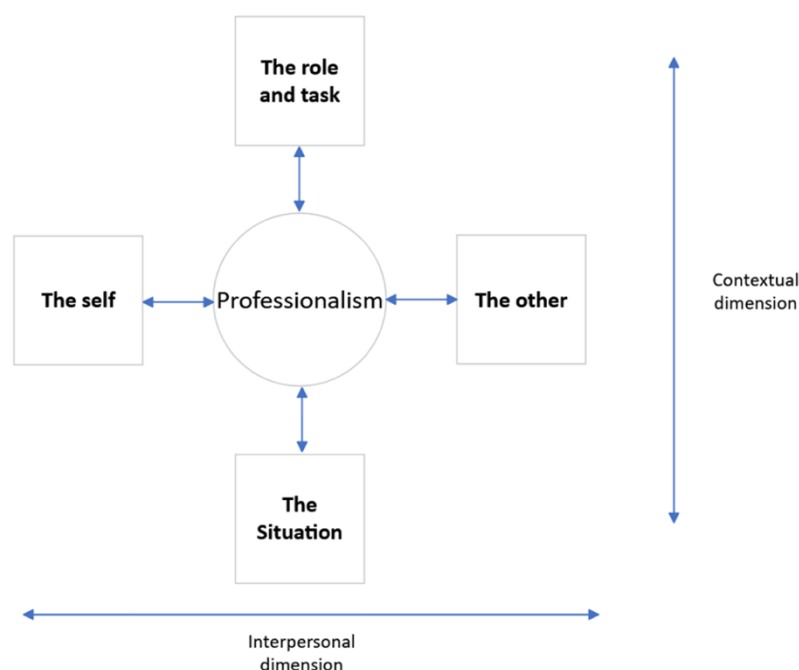 The role
and task
The self
Professionalism
The other
Contextual
dimension
The
Situation
Interpersonal
dimension